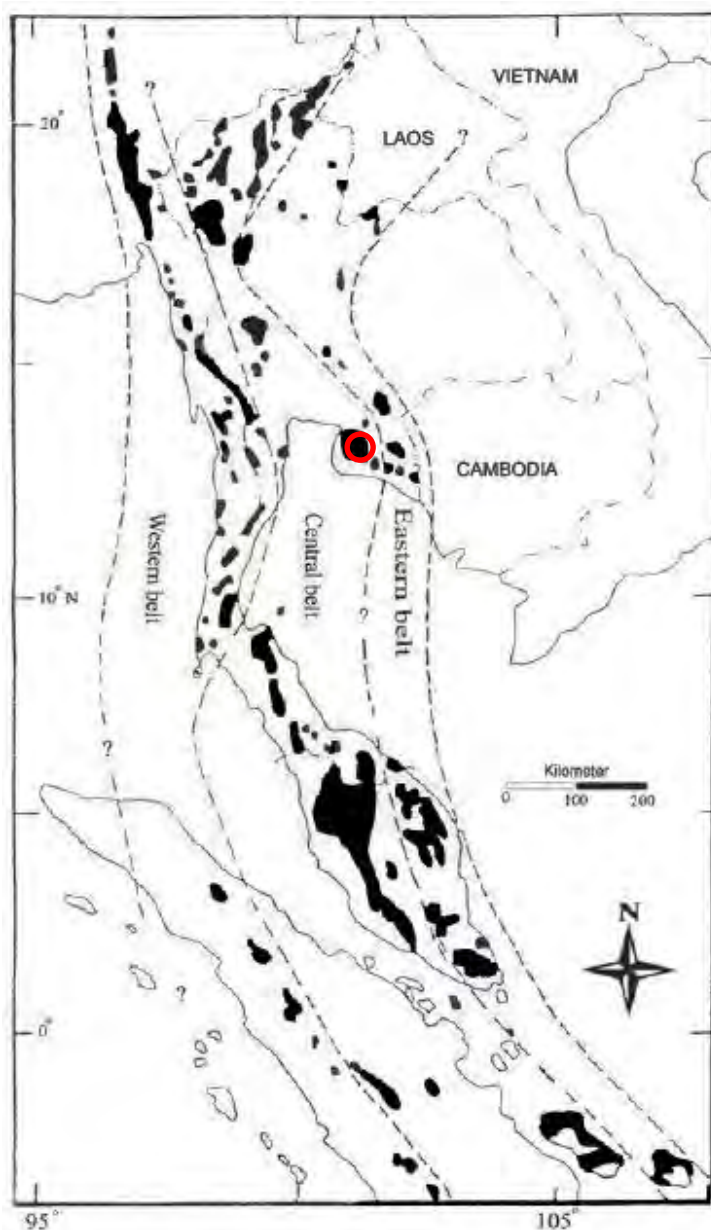 VIETNAM
?
20°
LAOS
?
CAMBODIA
Western belt
Central belt
Eastern belt
?
10°N
?
Kilometer
0 100 200
N
?
0°
95°
105°